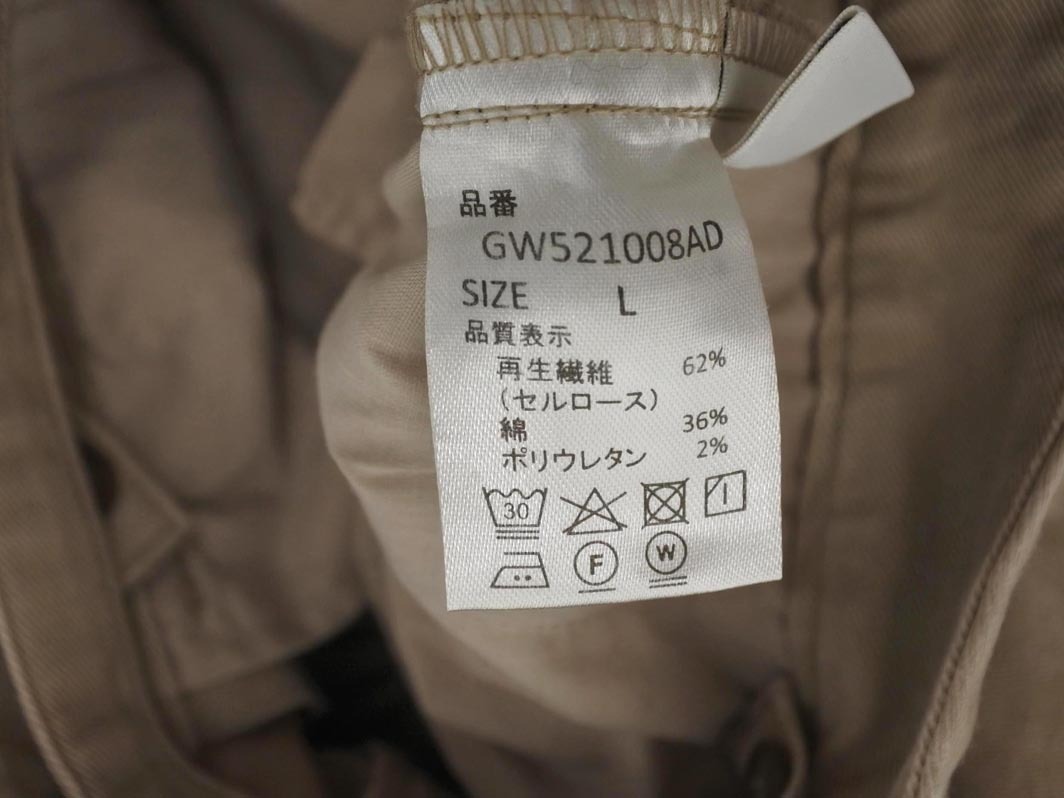 品番
GW521008AD
SIZE L
品質表示
再生繊維 62%
(セルロース)
綿 36%
ポリウレタン 2%
30
F W